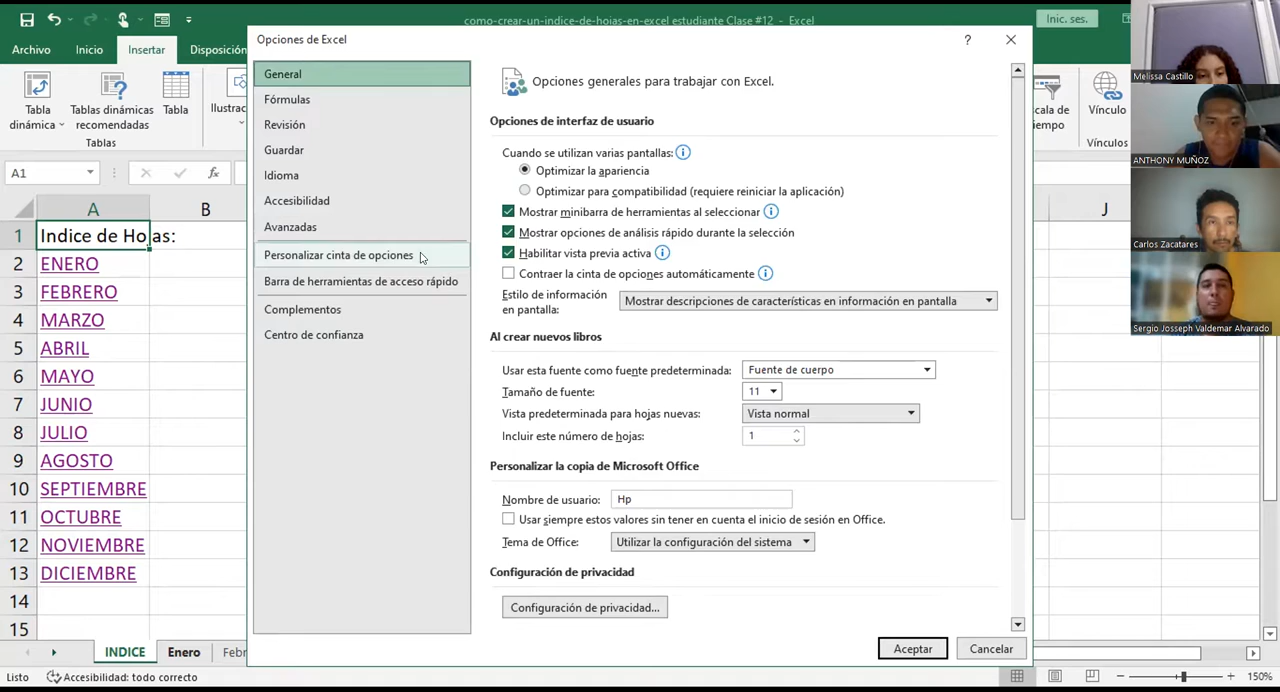 como-crear-un-indice-de-hojas-en-excel estudiante Clase #12 - Excel
Inic. ses.
Archivo
Inicio
Insertar
Disposición
Tabla dinámica
Tablas dinámicas recomendadas
Tabla
Tablas
Vínculo
Vínculos
A1
fx
A
B
J
1 Indice de Hojas:
2 ENERO
3 FEBRERO
4 MARZO
5 ABRIL
6 MAYO
7 JUNIO
8 JULIO
9 AGOSTO
10 SEPTIEMBRE
11 OCTUBRE
12 NOVIEMBRE
13 DICIEMBRE
14
15
INDICE
Enero
Febr
Listo
Accesibilidad: todo correcto
150%
Opciones de Excel
?
General
Fórmulas
Revisión
Guardar
Idioma
Accesibilidad
Avanzadas
Personalizar cinta de opciones
Barra de herramientas de acceso rápido
Complementos
Centro de confianza
Opciones generales para trabajar con Excel.
Opciones de interfaz de usuario
Cuando se utilizan varias pantallas:
Optimizar la apariencia
Optimizar para compatibilidad (requiere reiniciar la aplicación)
Mostrar minibarra de herramientas al seleccionar
Mostrar opciones de análisis rápido durante la selección
Habilitar vista previa activa
Contraer la cinta de opciones automáticamente
Estilo de información en pantalla: Mostrar descripciones de características en información en pantalla
Al crear nuevos libros
Usar esta fuente como fuente predeterminada: Fuente de cuerpo
Tamaño de fuente: 11
Vista predeterminada para hojas nuevas: Vista normal
Incluir este número de hojas: 1
Personalizar la copia de Microsoft Office
Nombre de usuario: Hp
Usar siempre estos valores sin tener en cuenta el inicio de sesión en Office.
Tema de Office: Utilizar la configuración del sistema
Configuración de privacidad
Configuración de privacidad...
Aceptar
Cancelar
Melissa Castillo
ANTHONY MUÑOZ
Carlos Zacatares
Sergio Josseph Valdemar Alvarado